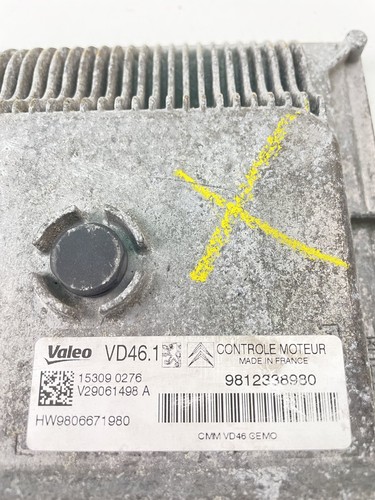 Valeo VD46.1 CONTROLE MOTEUR
MADE IN FRANCE
15309 0276
V29061498 A
9812338980
HW9806671980
CMM VD46 GEMO